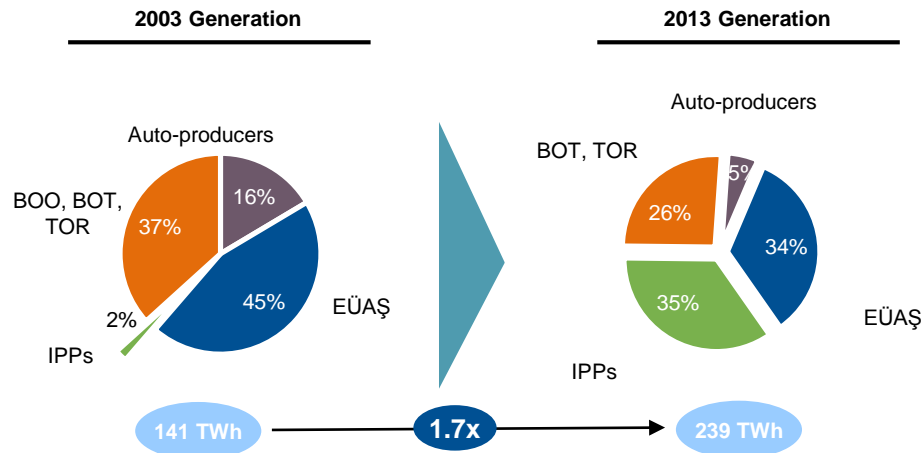 2003 Generation
2013 Generation
Auto-producers
BOO, BOT,
TOR
16%
37%
45%
2%
EÜAŞ
IPPs
Auto-producers
BOT, TOR
5%
26%
34%
35%
EÜAŞ
IPPs
141 TWh
1.7x
239 TWh